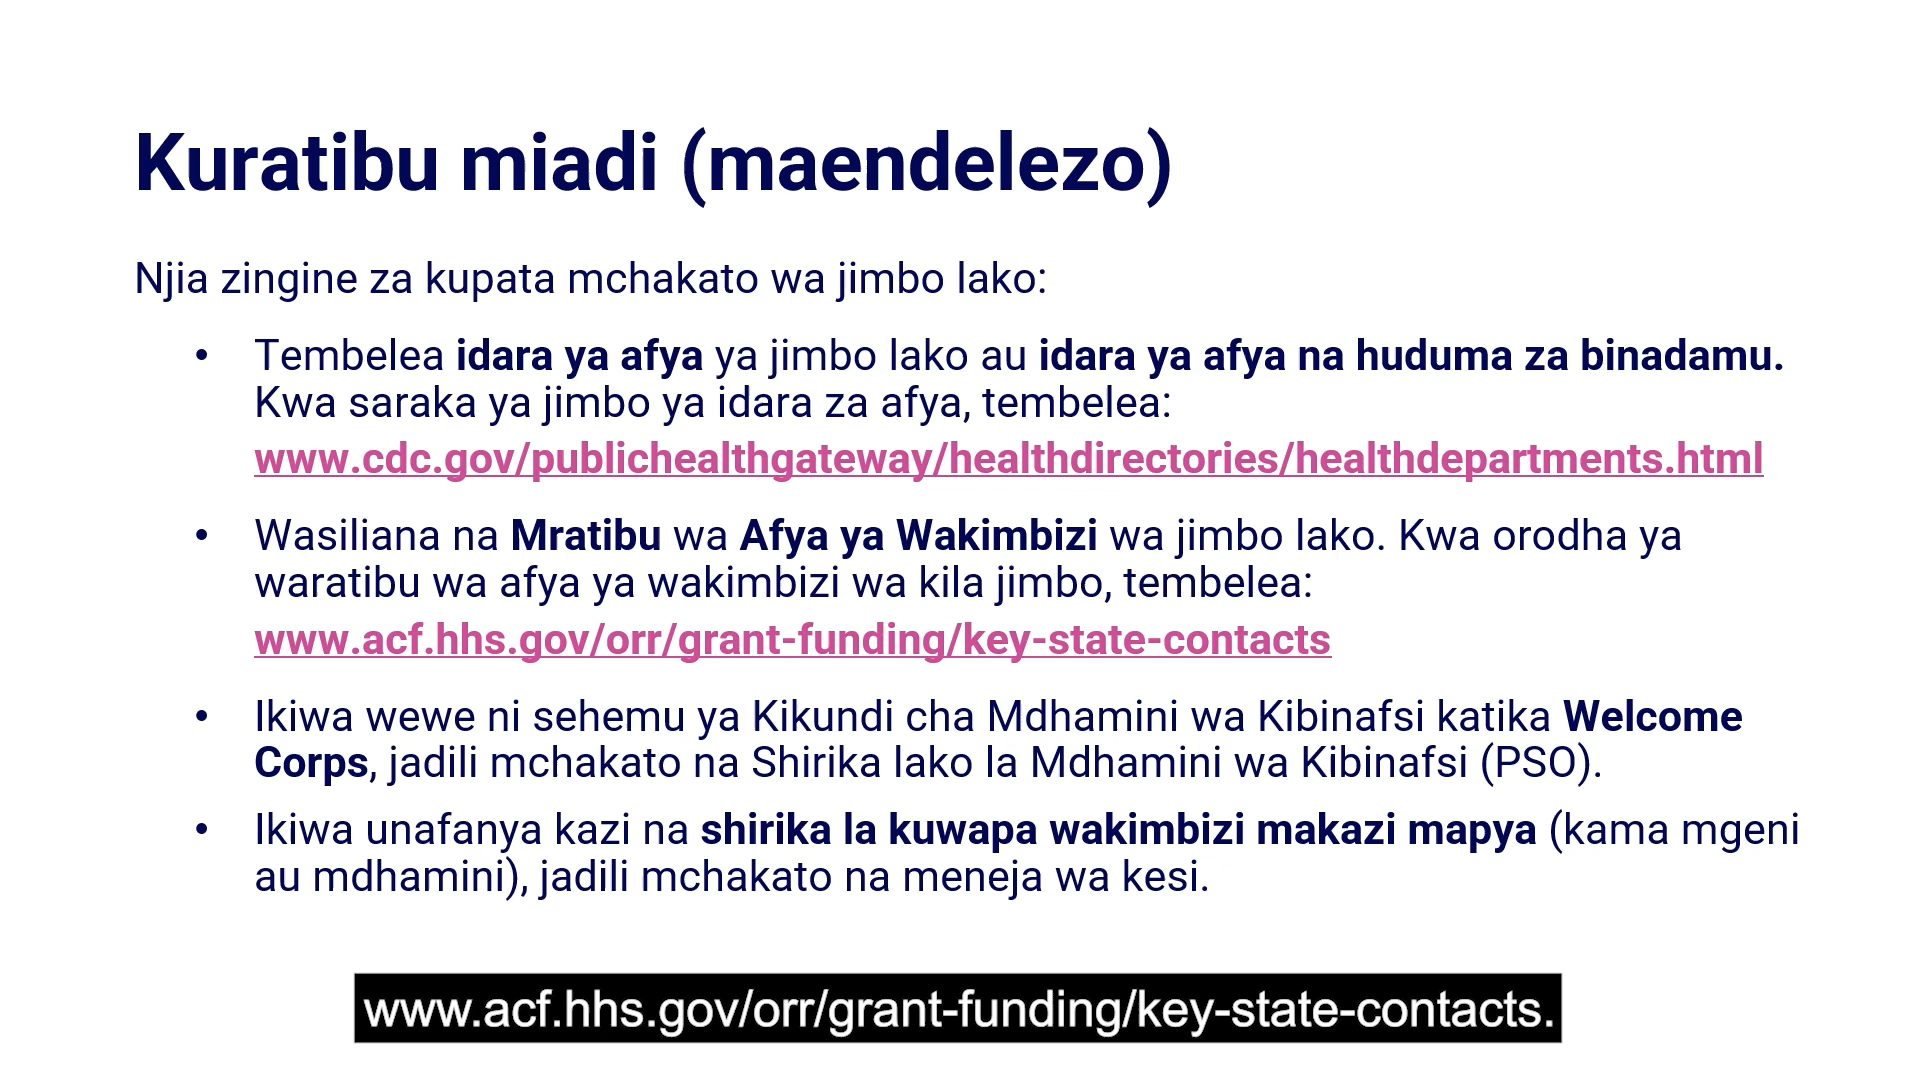 Kuratibu miadi (maendelezo)
Njia zingine za kupata mchakato wa jimbo lako:
• Tembelea idara ya afya ya jimbo lako au idara ya afya na huduma za binadamu.
Kwa saraka ya jimbo ya idara za afya, tembelea:
www.cdc.gov/publichealthgateway/healthdirectories/healthdepartments.html
• Wasiliana na Mratibu wa Afya ya Wakimbizi wa jimbo lako. Kwa orodha ya
waratibu wa afya ya wakimbizi wa kila jimbo, tembelea:
www.acf.hhs.gov/orr/grant-funding/key-state-contacts
• Ikiwa wewe ni sehemu ya Kikundi cha Mdhamini wa Kibinafsi katika Welcome
Corps, jadili mchakato na Shirika lako la Mdhamini wa Kibinafsi (PSO).
• Ikiwa unafanya kazi na shirika la kuwapa wakimbizi makazi mapya (kama mgeni
au mdhamini), jadili mchakato na meneja wa kesi.
www.acf.hhs.gov/orr/grant-funding/key-state-contacts.